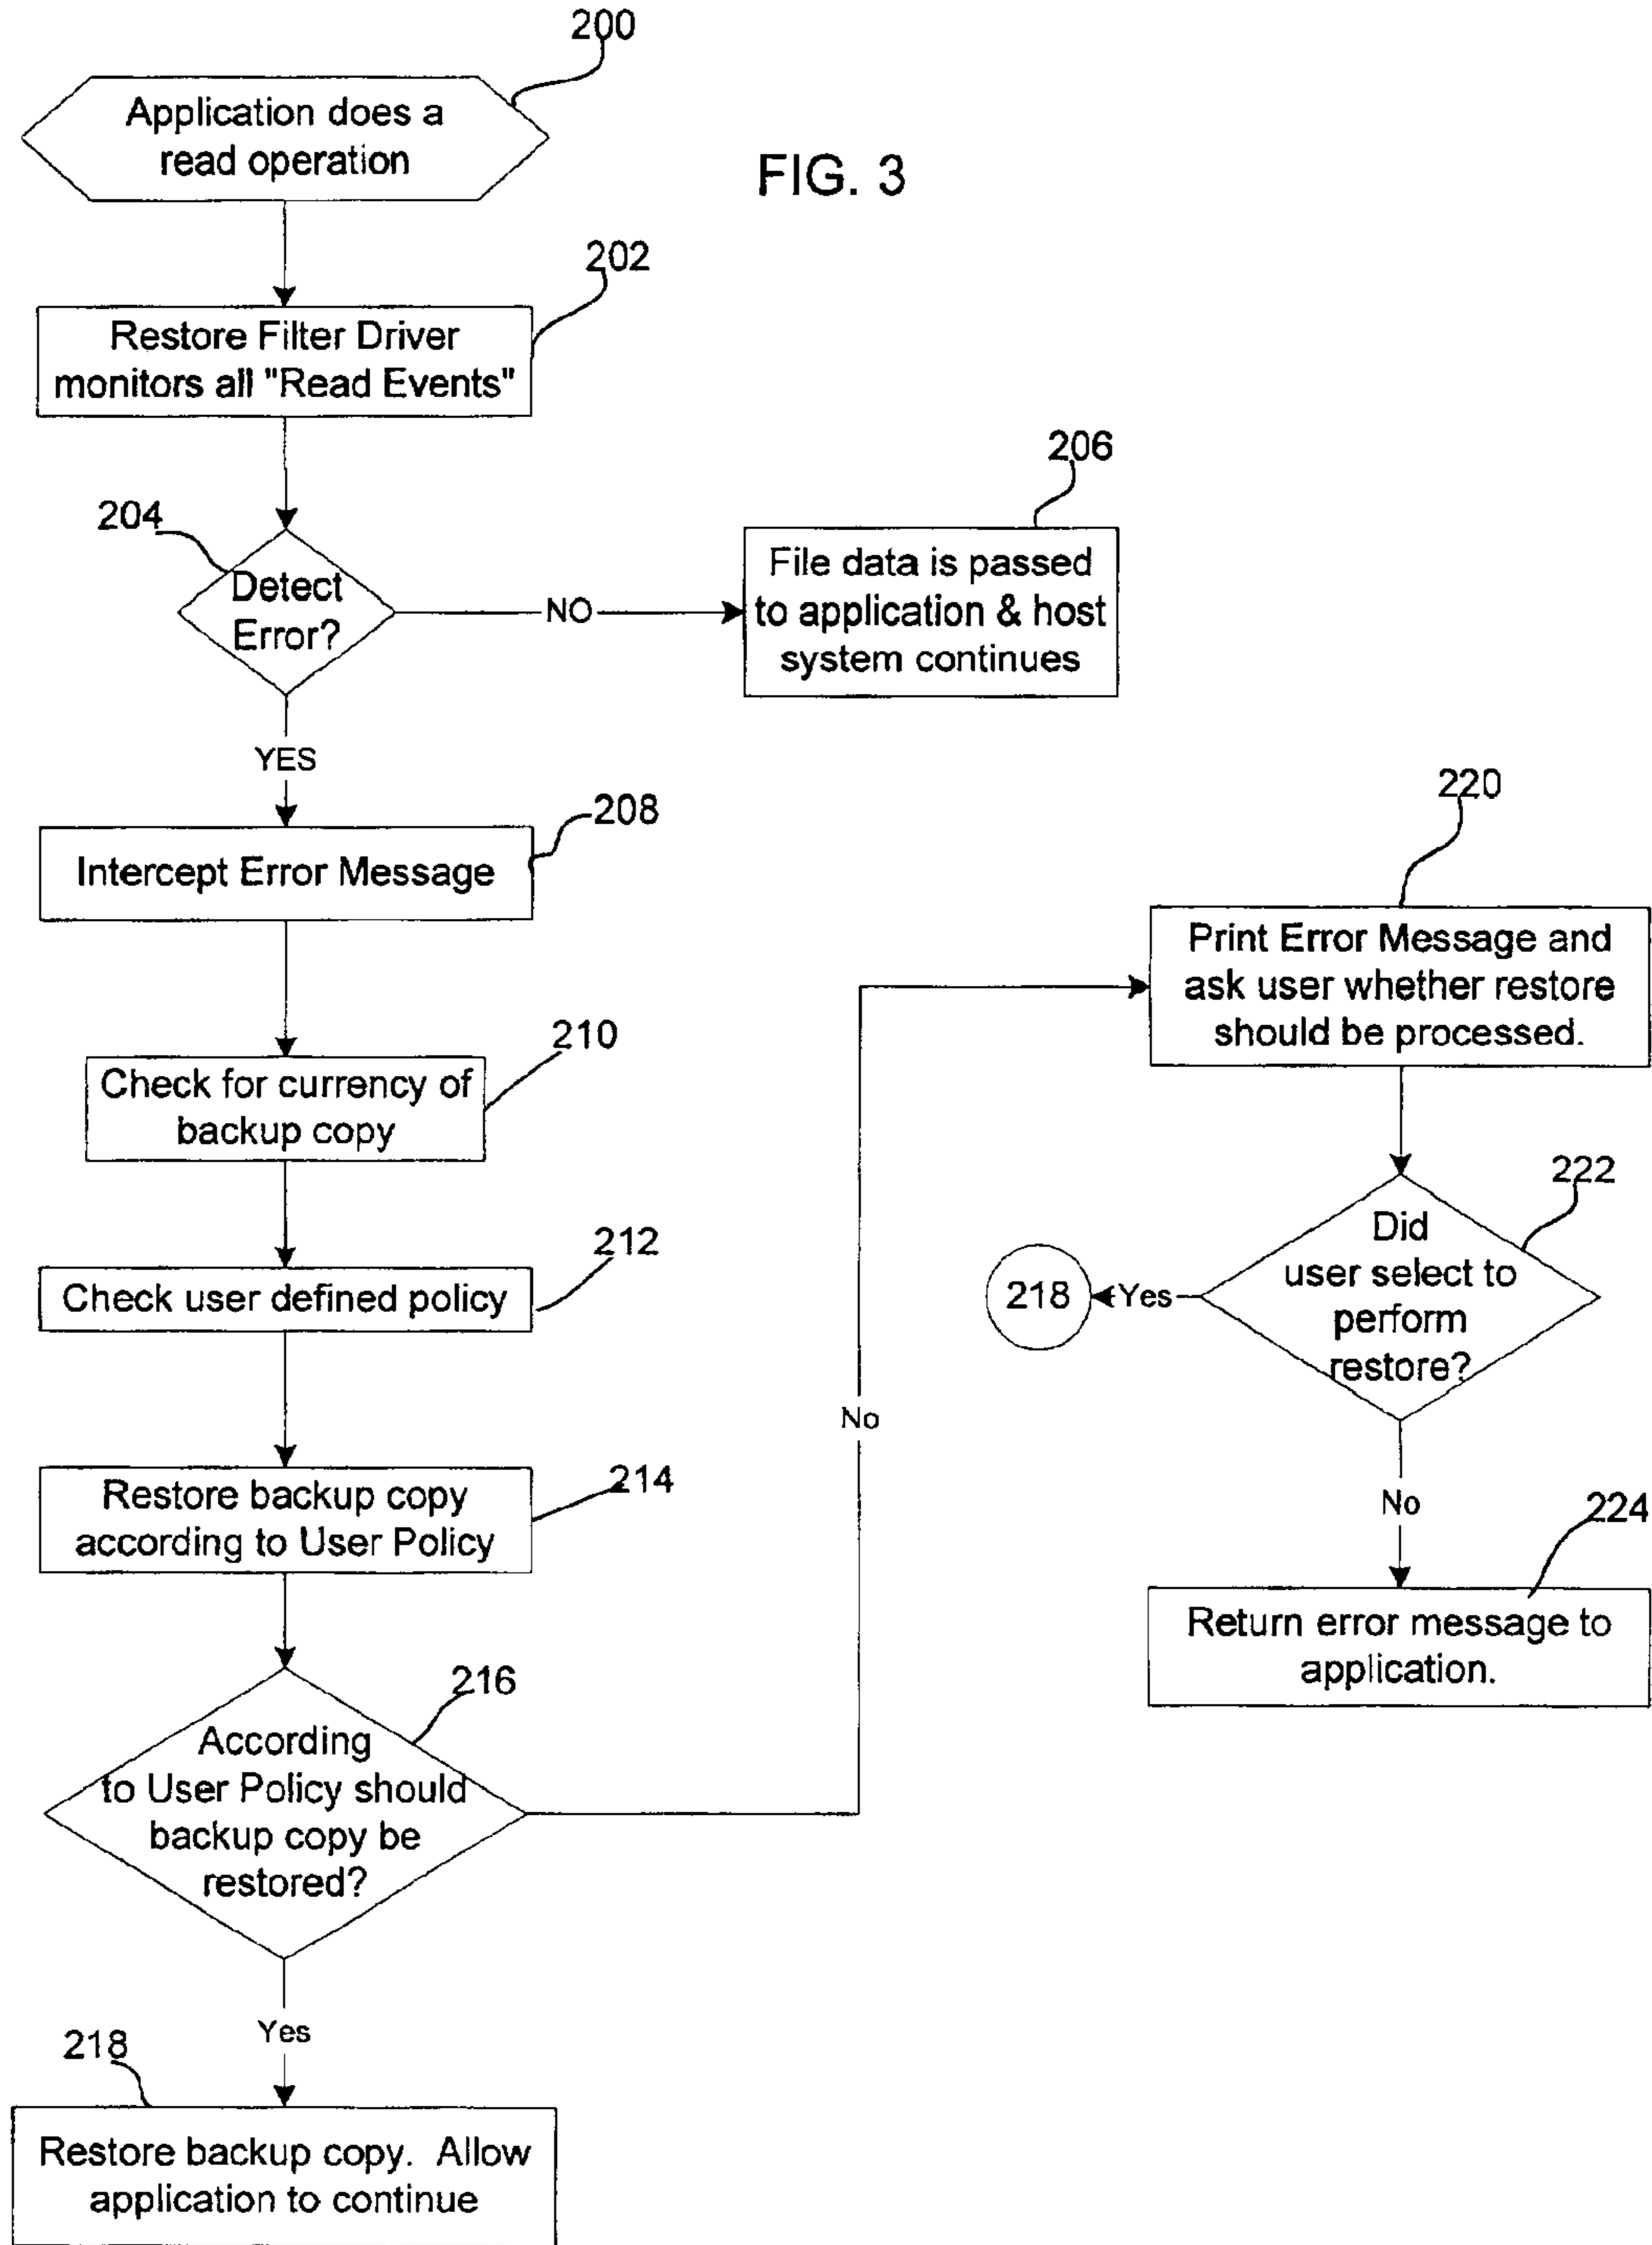 200
Application does a
read operation
FIG. 3
202
Restore Filter Driver
monitors all "Read Events"
204
Detect
Error?
NO
206
File data is passed
to application & host
system continues
YES
208
Intercept Error Message
210
Check for currency of
backup copy
212
Check user defined policy
214
Restore backup copy
according to User Policy
216
According
to User Policy should
backup copy be
restored?
Yes
218
Restore backup copy.  Allow
application to continue
No
220
Print Error Message and
ask user whether restore
should be processed.
222
Did
user select to
perform
restore?
Yes
218
No
224
Return error message to
application.